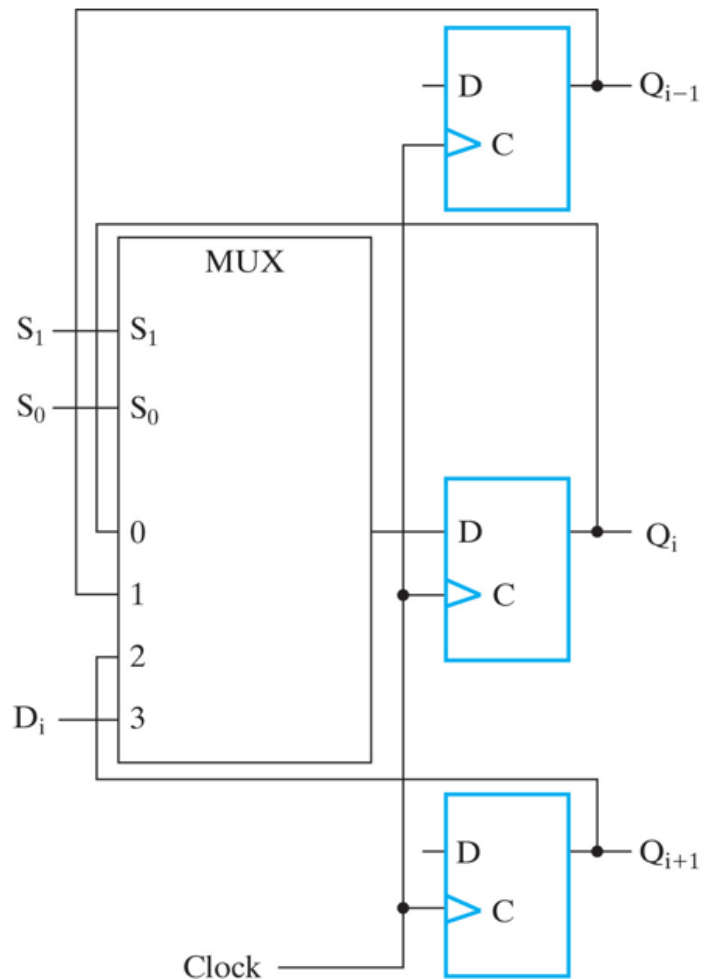 D
Q_{i-1}
C
MUX
S_1 S_1
S_0 S_0
0 D Q_i
1 C
2
D_i 3
D Q_{i+1}
C
Clock